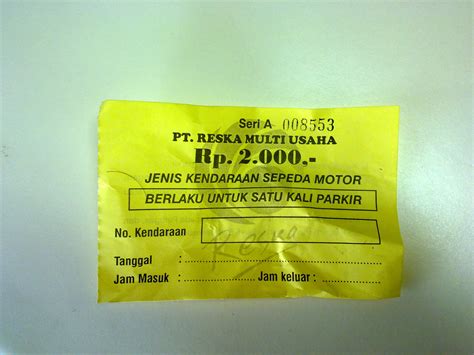 Seri A 008553
PT. RESKA MULTI USAHA
Rp. 2.000,-
JENIS KENDARAAN SEPEDA MOTOR
BERLAKU UNTUK SATU KALI PARKIR
No. Kendaraan
Tanggal :
Jam Masuk : Jam keluar :